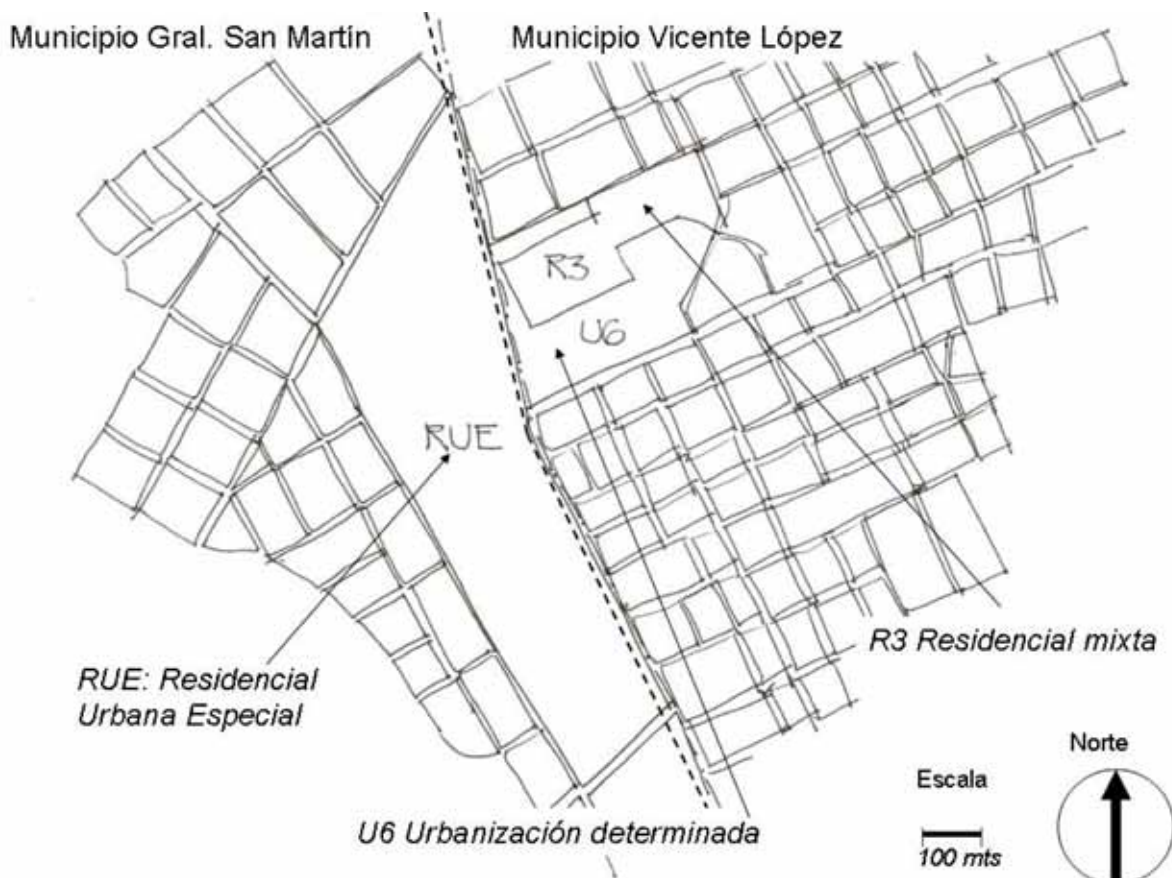 Municipio Gral. San Martín
Municipio Vicente López
R3
U6
RUE
R3 Residencial mixta
RUE: Residencial
Urbana Especial
Norte
Escala
U6 Urbanización determinada
100 mts